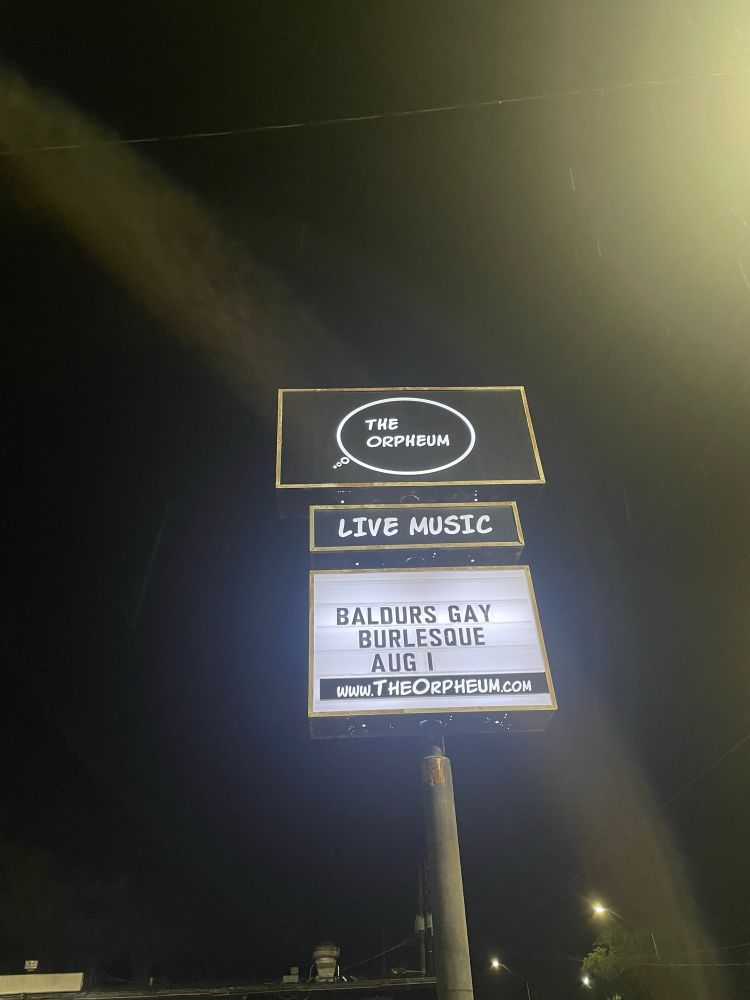 THE
ORPHEUM
LIVE MUSIC
BALDURS GAY
BURLESQUE
AUG 1
www.THEORPHEUM.COM